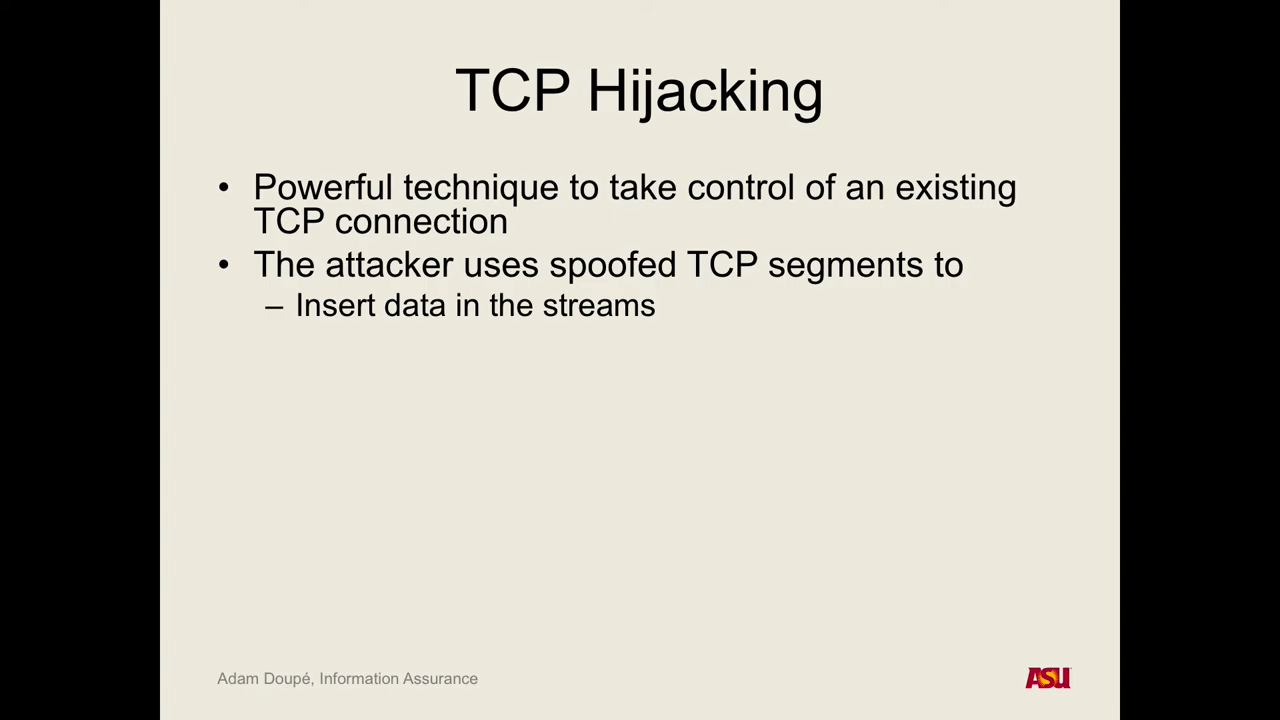 TCP Hijacking
• Powerful technique to take control of an existing
TCP connection
• The attacker uses spoofed TCP segments to
– Insert data in the streams
Adam Doupé, Information Assurance
ASU